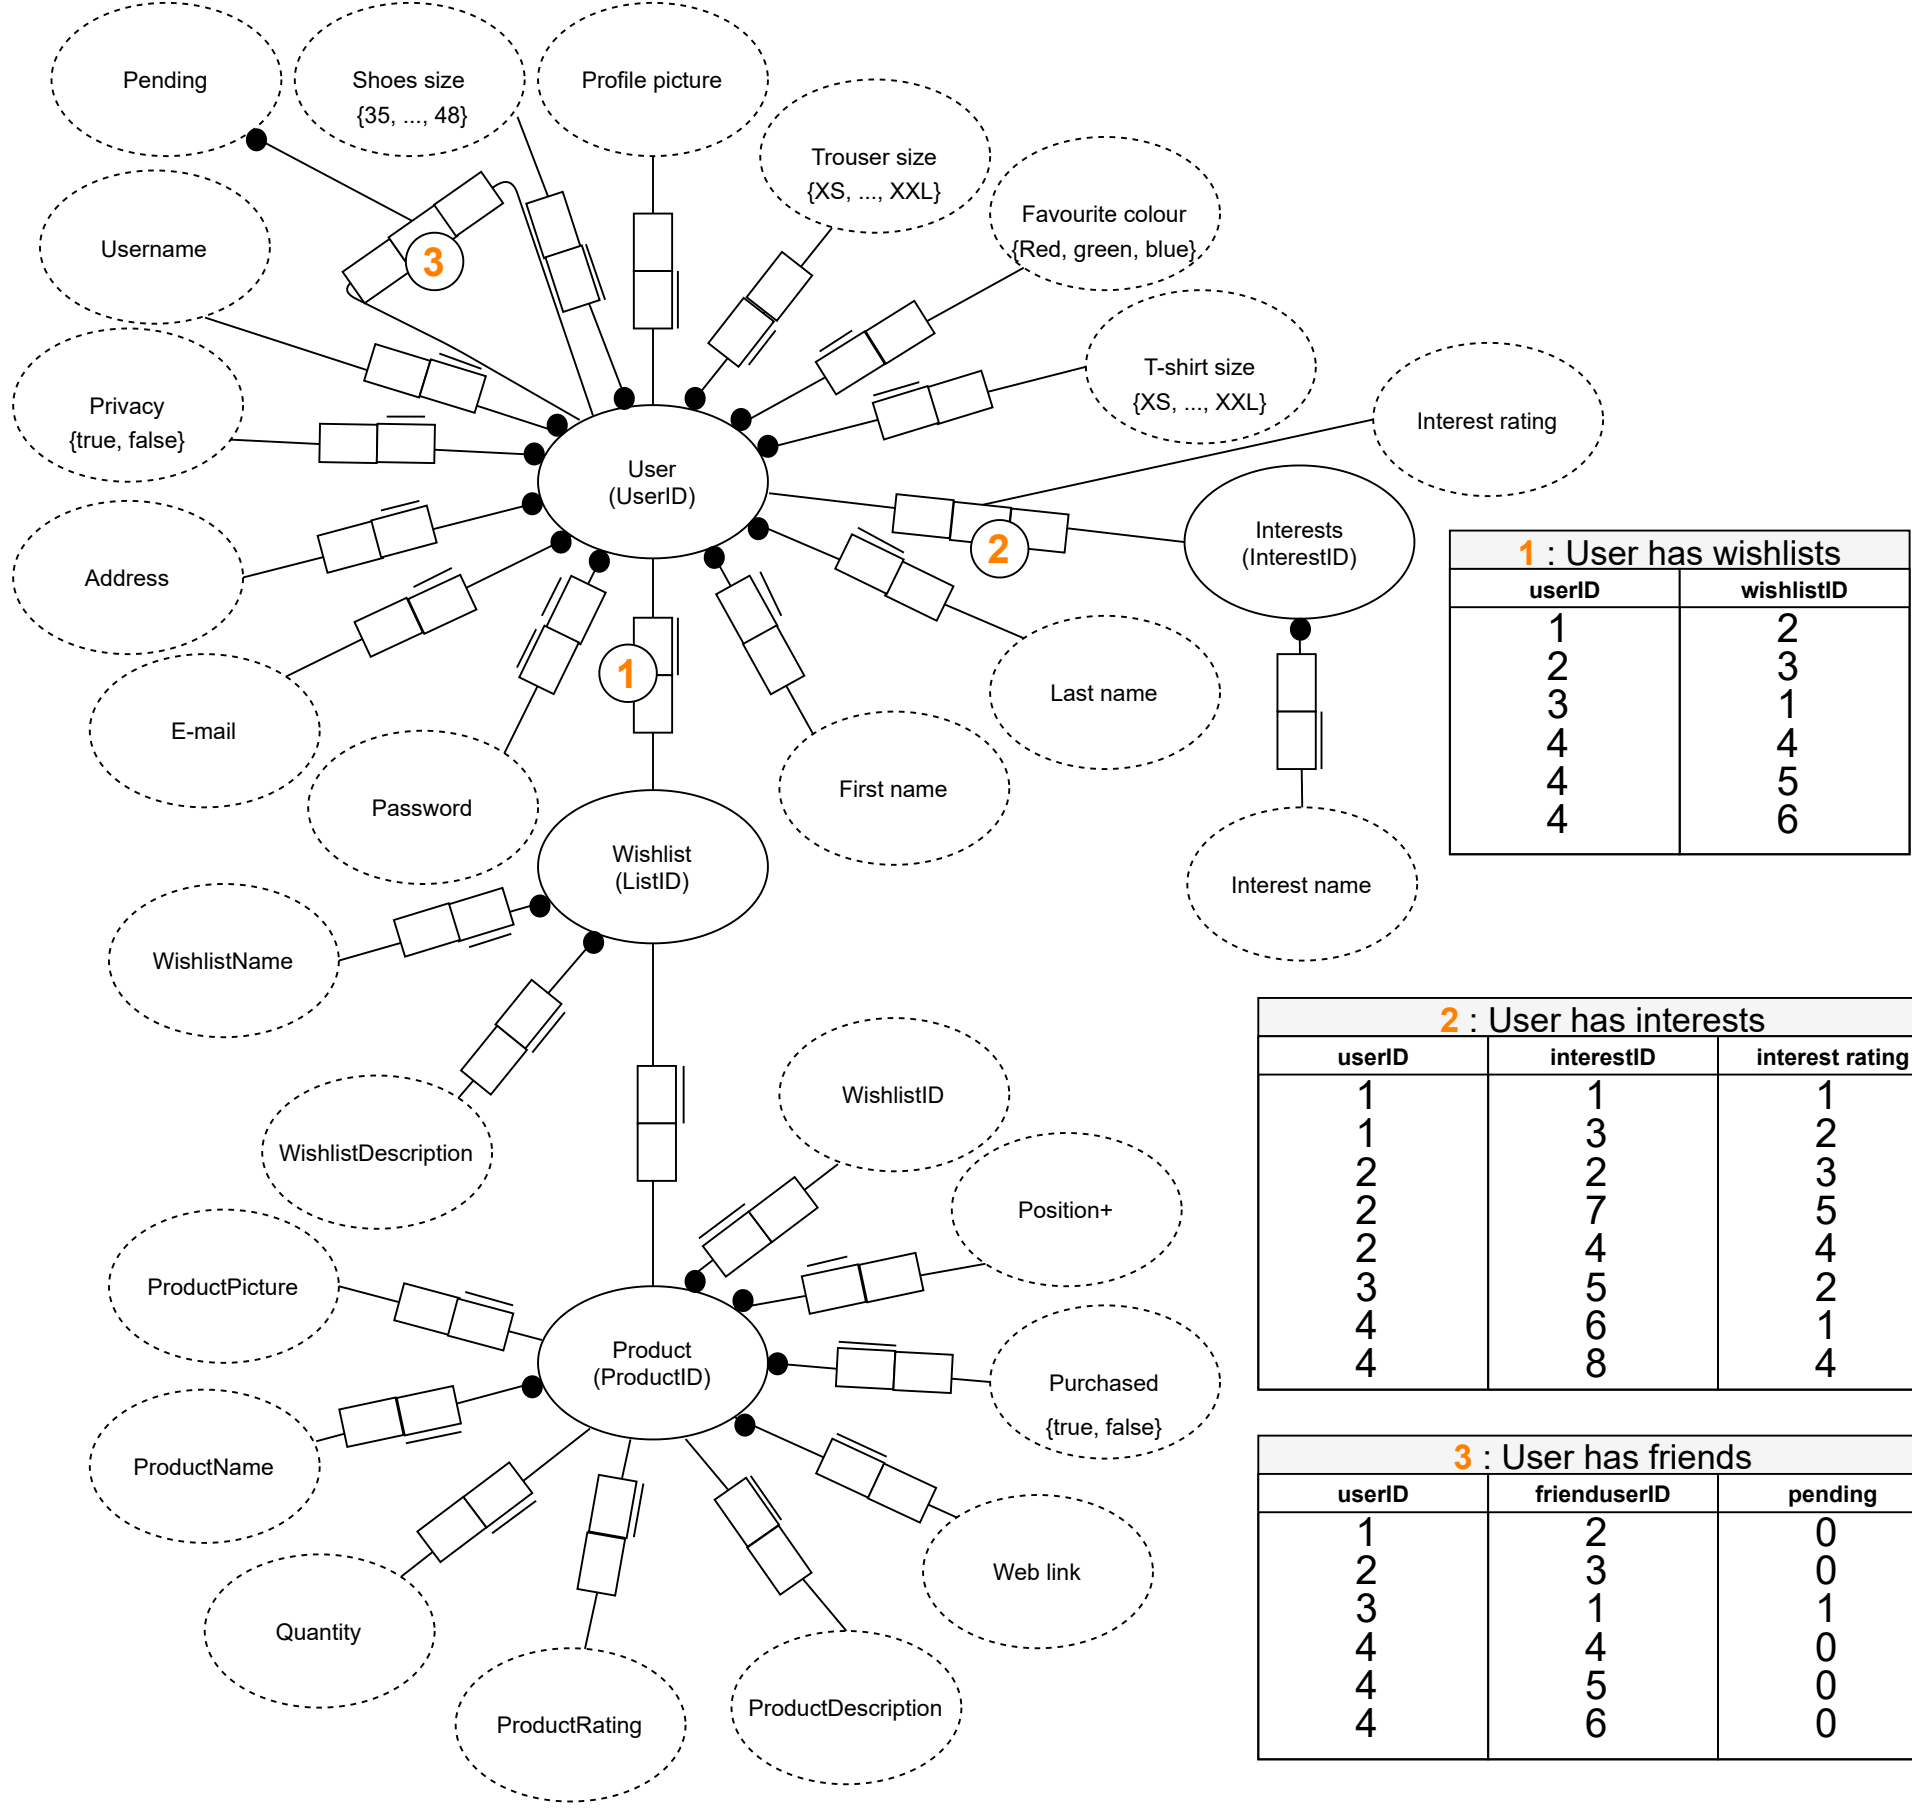 Pending
Shoes size
{35, ..., 48}
Profile picture
Trouser size
{XS, ..., XXL}
Favourite colour
{Red, green, blue}
Username
3
T-shirt size
{XS, ..., XXL}
Privacy
{true, false}
Interest rating
User
(UserID)
Interests
(InterestID)
2
Address
E-mail
1
Last name
First name
Password
Interest name
Wishlist
(ListID)
WishlistName
WishlistDescription
WishlistID
Position+
ProductPicture
Product
(ProductID)
Purchased
{true, false}
ProductName
Web link
Quantity
ProductRating
ProductDescription
1 : User has wishlists
userID wishlistID
1 2
2 3
3 1
4 4
4 5
4 6
2 : User has interests
userID interestID interest rating
1 1 1
1 3 2
2 2 3
2 7 5
2 4 4
3 5 2
4 6 1
4 8 4
3 : User has friends
userID frienduserID pending
1 2 0
2 3 0
3 1 1
4 4 0
4 5 0
4 6 0